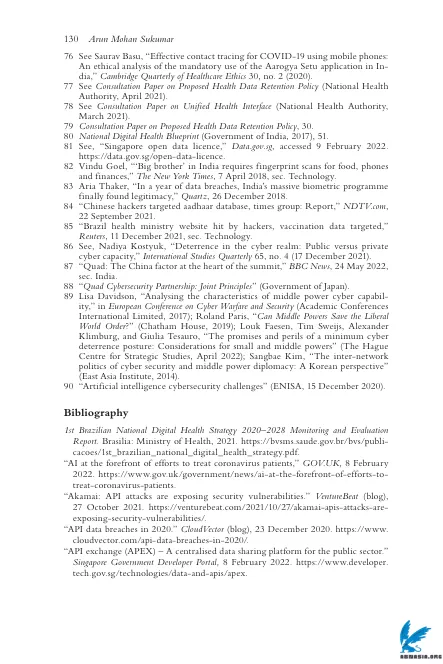 130 Arun Mohan Sukumar
76 See Saurav Basu, “Effective contact tracing for COVID-19 using mobile phones:
An ethical analysis of the mandatory use of the Aarogya Setu application in In-
dia,” Cambridge Quarterly of Healthcare Ethics 30, no. 2 (2020).
77 See Consultation Paper on Proposed Health Data Retention Policy (National Health
Authority, April 2021).
78 See Consultation Paper on Unified Health Interface (National Health Authority,
March 2021).
79 Consultation Paper on Proposed Health Data Retention Policy, 30.
80 National Digital Health Blueprint (Government of India, 2017), 51.
81 See, “Singapore open data licence,” Data.gov.sg, accessed 9 February 2022.
https://data.gov.sg/open-data-licence.
82 Vindu Goel, “‘Big brother’ in India requires fingerprint scans for food, phones
and finances,” The New York Times, 7 April 2018, sec. Technology.
83 Aria Thaker, “In a year of data breaches, India’s massive biometric programme
finally found legitimacy,” Quartz, 26 December 2018.
84 “Chinese hackers targeted aadhaar database, times group: Report,” NDTV.com,
22 September 2021.
85 “Brazil health ministry website hit by hackers, vaccination data targeted,”
Reuters, 11 December 2021, sec. Technology.
86 See, Nadiya Kostyuk, “Deterrence in the cyber realm: Public versus private
cyber capacity,” International Studies Quarterly 65, no. 4 (17 December 2021).
87 “Quad: The China factor at the heart of the summit,” BBC News, 24 May 2022,
sec. India.
88 “Quad Cybersecurity Partnership: Joint Principles” (Government of Japan).
89 Lisa Davidson, “Analysing the characteristics of middle power cyber capabil-
ity,” in European Conference on Cyber Warfare and Security (Academic Conferences
International Limited, 2017); Roland Paris, “Can Middle Powers Save the Liberal
World Order?” (Chatham House, 2019); Louk Faesen, Tim Sweijs, Alexander
Klimburg, and Giulia Tesauro, “The promises and perils of a minimum cyber
deterrence posture: Considerations for small and middle powers” (The Hague
Centre for Strategic Studies, April 2022); Sangbae Kim, “The inter-network
politics of cyber security and middle power diplomacy: A Korean perspective”
(East Asia Institute, 2014).
90 “Artificial intelligence cybersecurity challenges” (ENISA, 15 December 2020).
Bibliography
1st Brazilian National Digital Health Strategy 2020–2028 Monitoring and Evaluation
Report. Brasilia: Ministry of Health, 2021. https://bvsms.saude.gov.br/bvs/publi-
cacoes/1st_brazilian_national_digital_health_strategy.pdf.
“AI at the forefront of efforts to treat coronavirus patients,” GOV.UK, 8 February
2022. https://www.gov.uk/government/news/ai-at-the-forefront-of-efforts-to-
treat-coronavirus-patients.
“Akamai: API attacks are exposing security vulnerabilities.” VentureBeat (blog),
27 October 2021. https://venturebeat.com/2021/10/27/akamai-apis-attacks-are-
exposing-security-vulnerabilities/.
“API data breaches in 2020.” CloudVector (blog), 23 December 2020. https://www.
cloudvector.com/api-data-breaches-in-2020/.
“API exchange (APEX) – A centralised data sharing platform for the public sector.”
Singapore Government Developer Portal, 8 February 2022. https://www.developer.
tech.gov.sg/technologies/data-and-apis/apex.